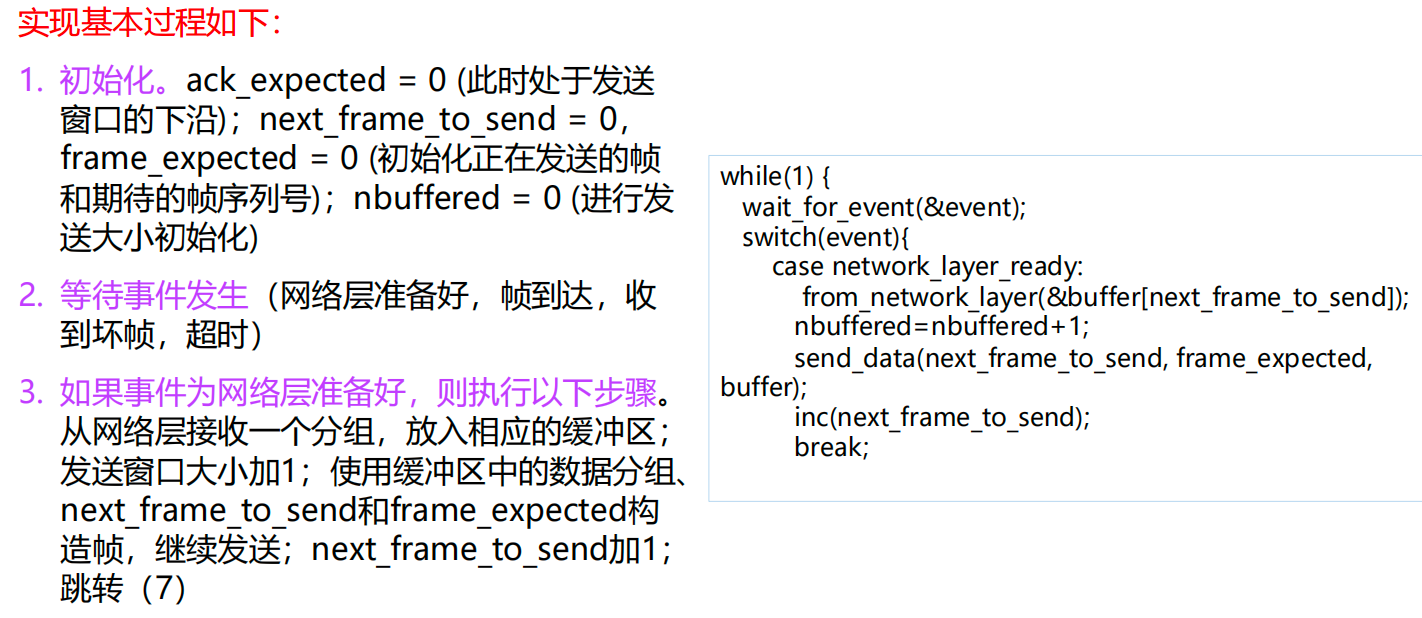 实现基本过程如下：
1. 初始化。ack_expected = 0 (此时处于发送
窗口的下沿)；next_frame_to_send = 0，
frame_expected = 0 (初始化正在发送的帧
和期待的帧序列号)；nbuffered = 0 (进行发
送大小初始化)
2. 等待事件发生（网络层准备好，帧到达，收
到坏帧，超时）
3. 如果事件为网络层准备好，则执行以下步骤。
从网络层接收一个分组，放入相应的缓冲区；
发送窗口大小加1；使用缓冲区中的数据分组、
next_frame_to_send和frame_expected构
造帧，继续发送；next_frame_to_send加1；
跳转（7）
while(1) {
wait_for_event(&event);
switch(event){
case network_layer_ready:
from_network_layer(&buffer[next_frame_to_send]);
nbuffered=nbuffered+1;
send_data(next_frame_to_send, frame_expected,
buffer);
inc(next_frame_to_send);
break;